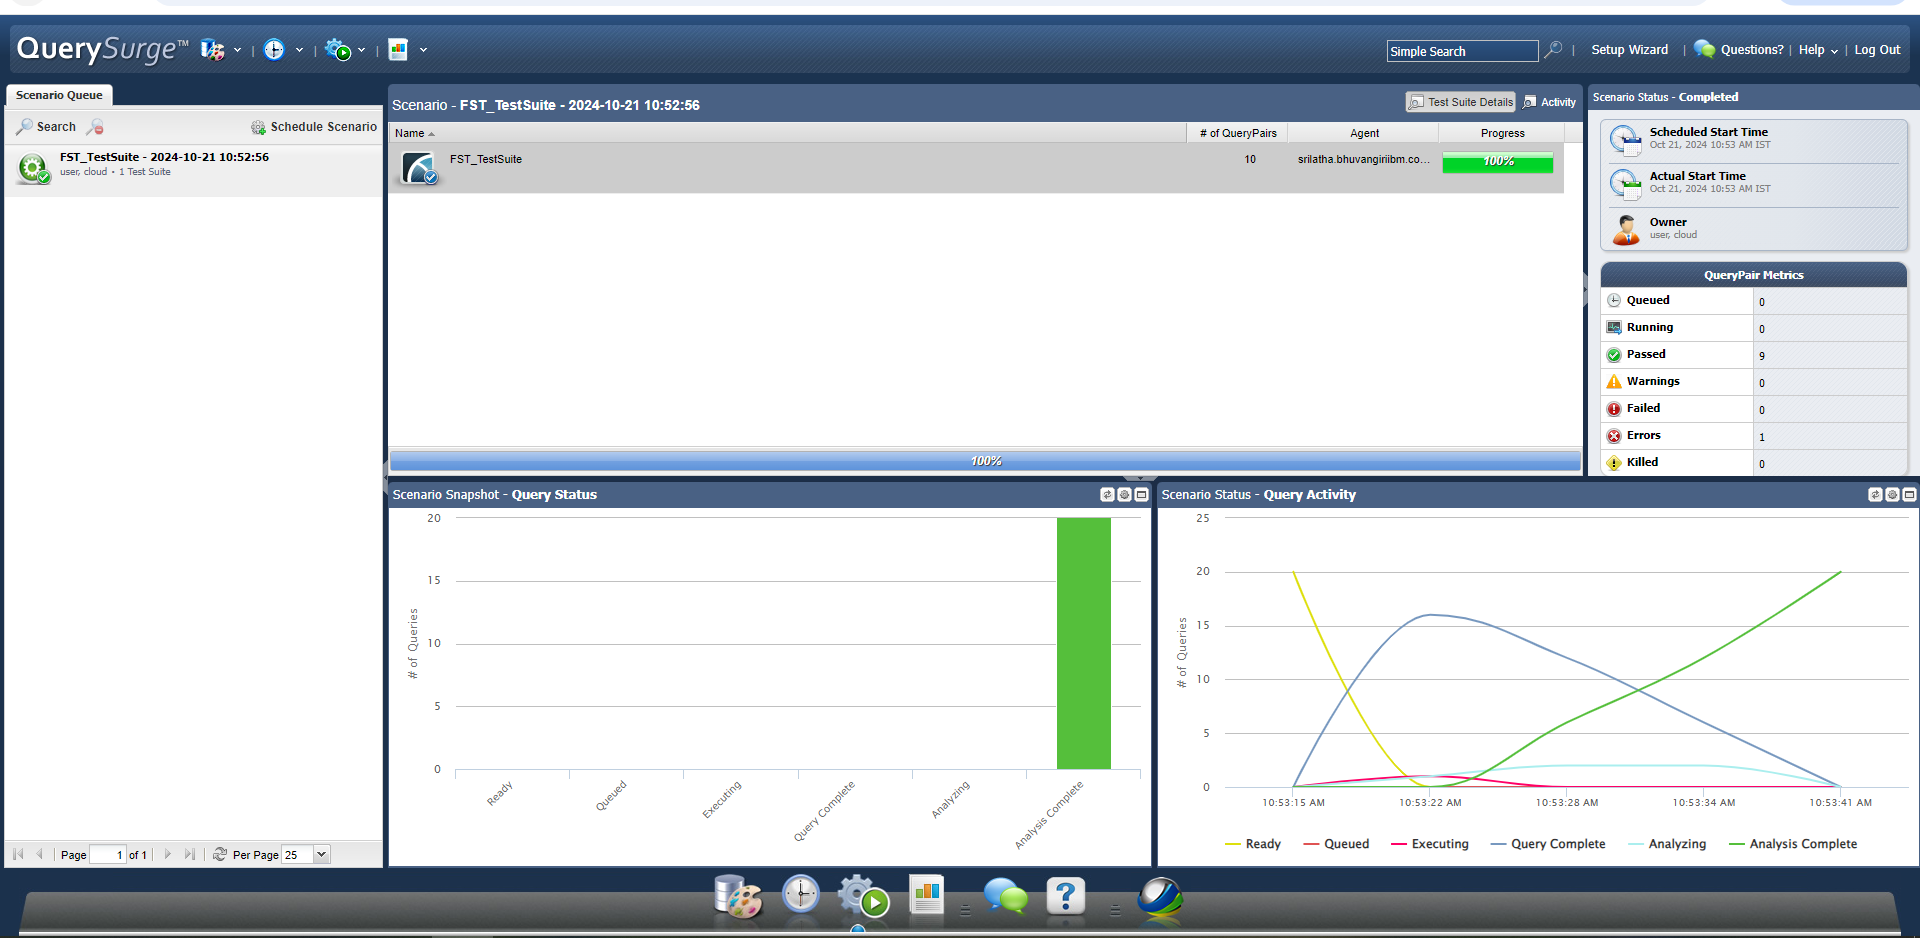 QuerySurge™
Simple Search
Setup Wizard
Questions?
Help
Log Out
Scenario Queue
Search
Schedule Scenario
FST_TestSuite - 2024-10-21 10:52:56
user, cloud • 1 Test Suite
Page 1 of 1
Per Page 25
Scenario - FST_TestSuite - 2024-10-21 10:52:56
Test Suite Details
Activity
Name # of QueryPairs Agent Progress
FST_TestSuite 10 srilatha.bhuvangiriibm.co... 100%
100%
Scenario Status - Completed
Scheduled Start Time
Oct 21, 2024 10:53 AM IST
Actual Start Time
Oct 21, 2024 10:53 AM IST
Owner
user, cloud
QueryPair Metrics
Queued 0
Running 0
Passed 9
Warnings 0
Failed 0
Errors 1
Killed 0
Scenario Snapshot - Query Status
20
15
10
5
0
# of Queries
Ready
Queued
Executing
Query Complete
Analyzing
Analysis Complete
Scenario Status - Query Activity
25
20
15
10
5
0
# of Queries
10:53:15 AM 10:53:22 AM 10:53:28 AM 10:53:34 AM 10:53:41 AM
Ready Queued Executing Query Complete Analyzing Analysis Complete